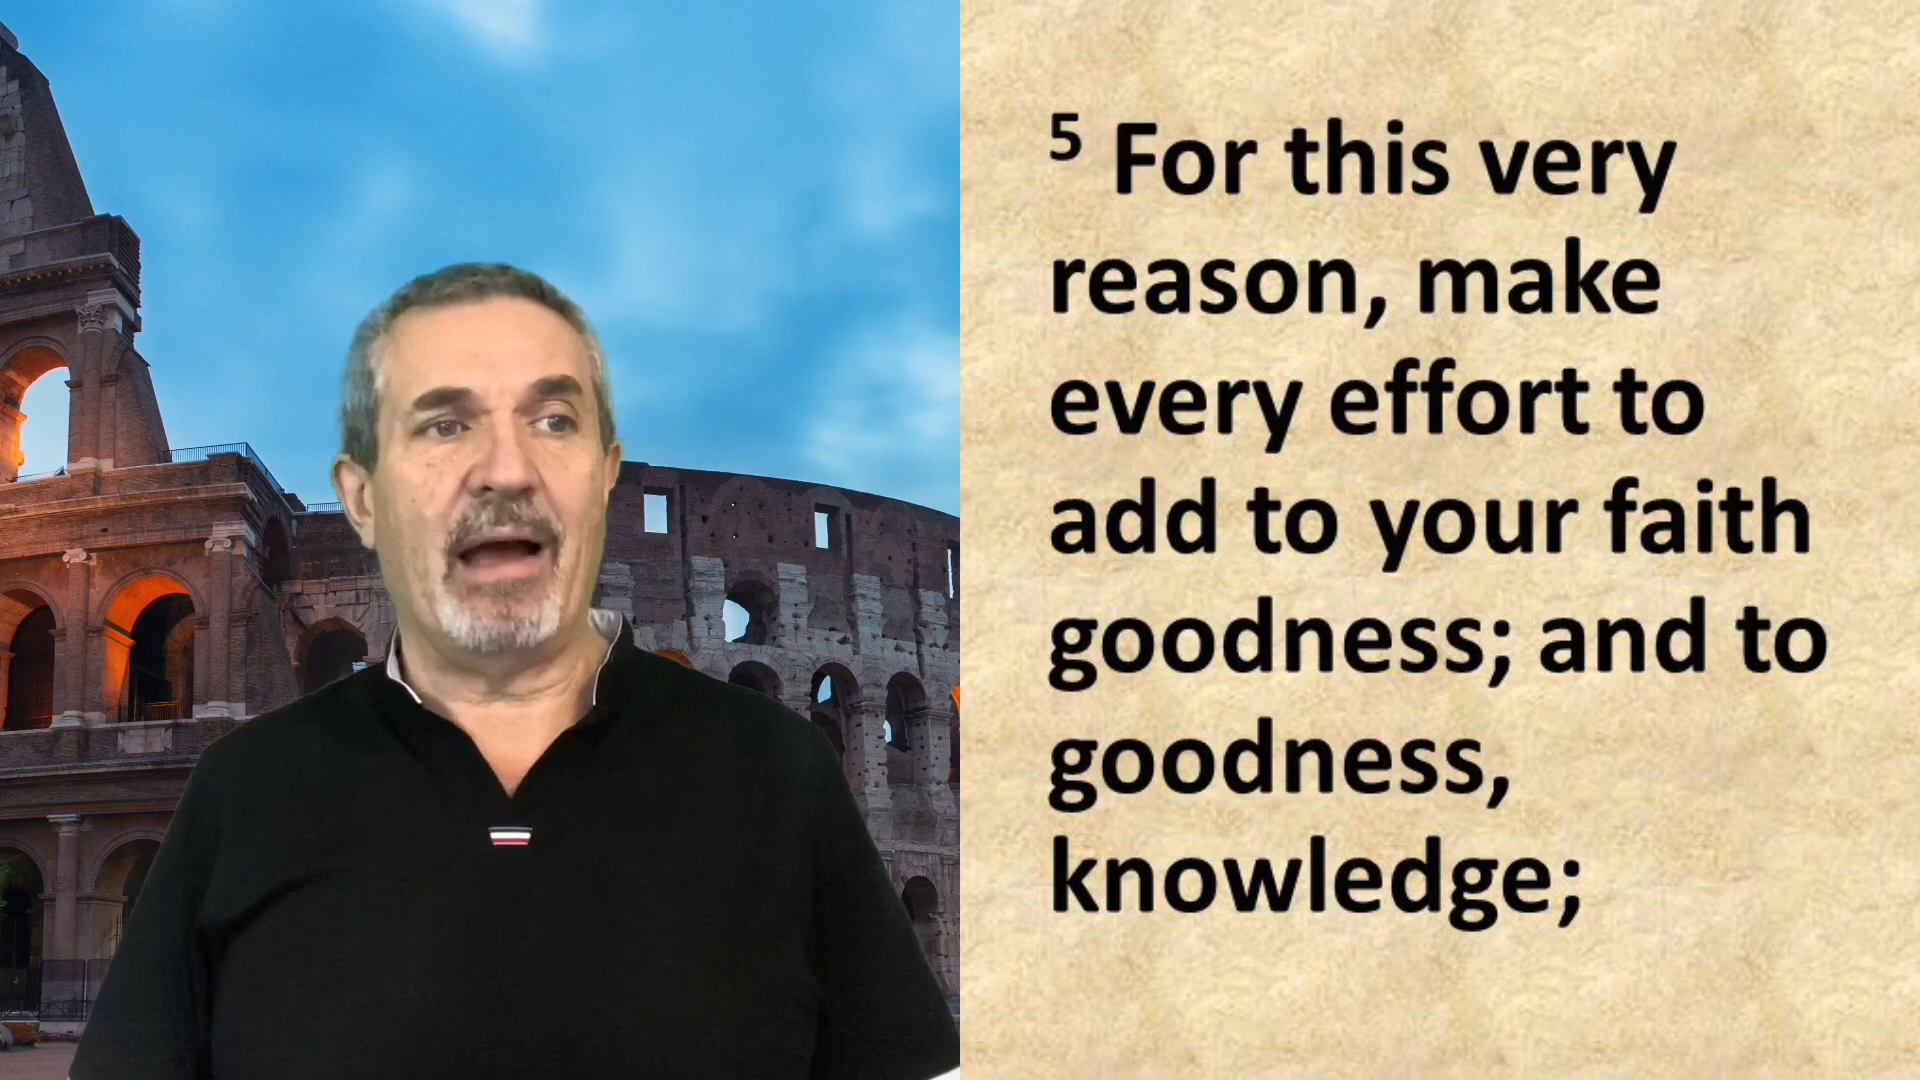 5 For this very
reason, make
every effort to
add to your faith
goodness; and to
goodness,
knowledge;